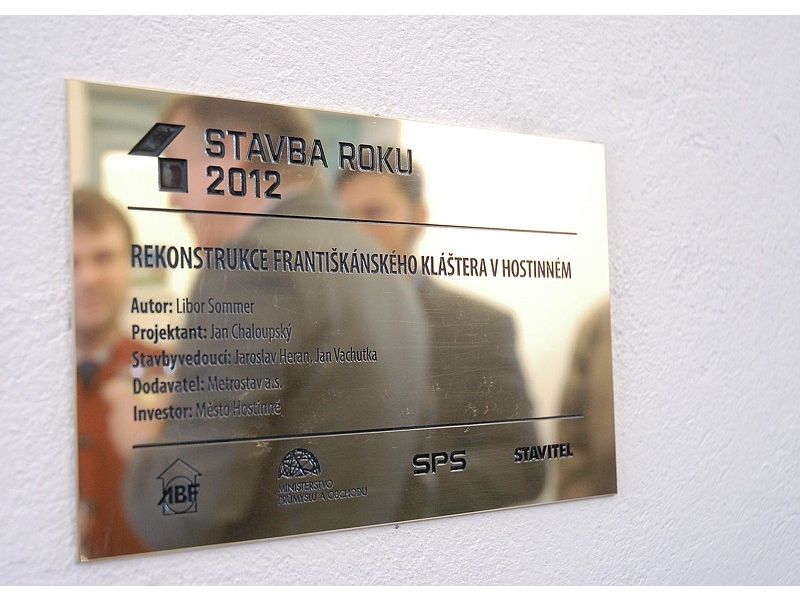 STAVBA ROKU
2012
REKONSTRUKCE FRANTIŠKÁNSKÉHO KLÁŠTERA V HOSTINNÉM
Autor: Libor Sommer
Projektant: Jan Chaloupský
Stavbyvedoucí: Jaroslav Heran, Jan Vachutka
Dodavatel: Metrostav a.s.
Investor: Město Hostinné
ABF
MINISTERSTVO
PRŮMYSLU A OBCHODU
SPS
STAVITEL